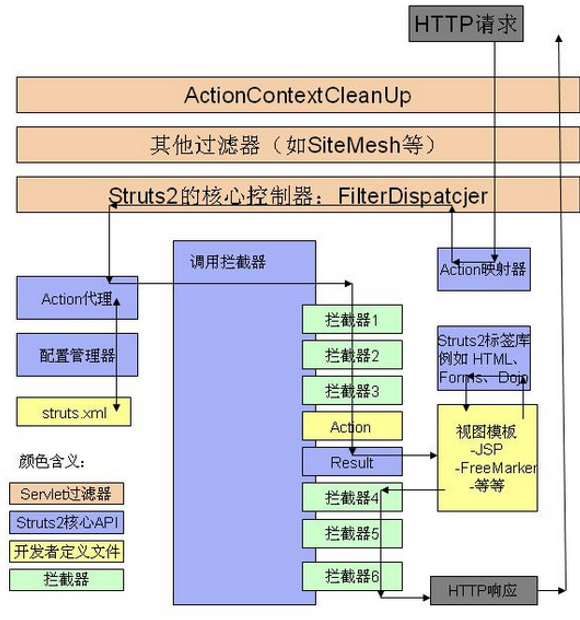 HTTP请求
ActionContextCleanUp
其他过滤器（如SiteMesh等）
Struts2的核心控制器：FilterDispatcjer
调用拦截器
Action映射器
Action代理
拦截器1
Struts2标签库
例如 HTML、
Forms、Dojo
配置管理器
拦截器2
拦截器3
struts.xml
Action
视图模板
-JSP
-FreeMarker
-等等
Result
颜色含义：
Servlet过滤器
拦截器4
Struts2核心API
拦截器5
开发者定义文件
拦截器
拦截器6
HTTP响应